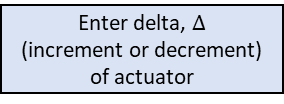 Enter delta, Δ
(increment or decrement)
of actuator